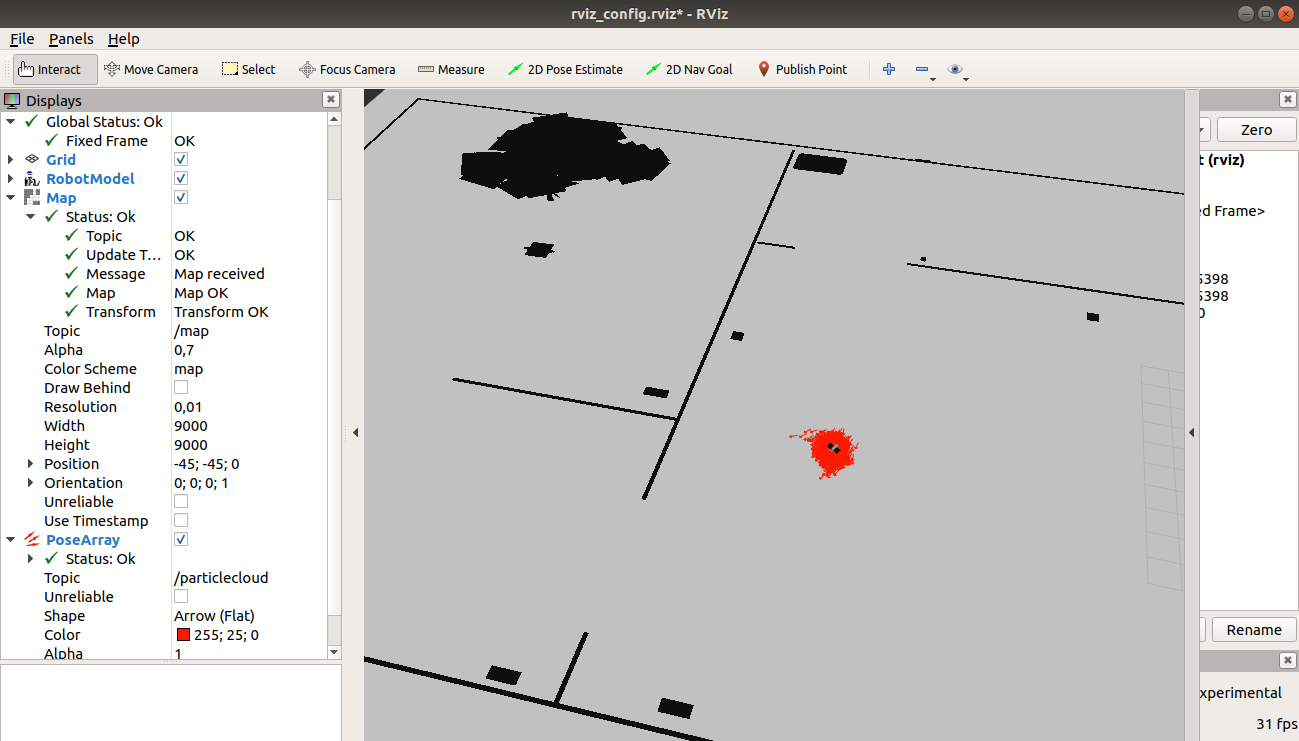 rviz_config.rviz* - RViz
File Panels Help
Interact Move Camera Select Focus Camera Measure 2D Pose Estimate 2D Nav Goal Publish Point
Displays
Global Status: Ok
Fixed Frame OK
Grid
RobotModel
Map
Status: Ok
Topic OK
Update T... OK
Message Map received
Map Map OK
Transform Transform OK
Topic /map
Alpha 0,7
Color Scheme map
Draw Behind
Resolution 0,01
Width 9000
Height 9000
Position -45; -45; 0
Orientation 0; 0; 0; 1
Unreliable
Use Timestamp
PoseArray
Status: Ok
Topic /particlecloud
Unreliable
Shape Arrow (Flat)
Color 255; 25; 0
Alpha 1
Zero
t (rviz)
ed Frame>
5398
5398
0
Rename
xperimental
31 fps